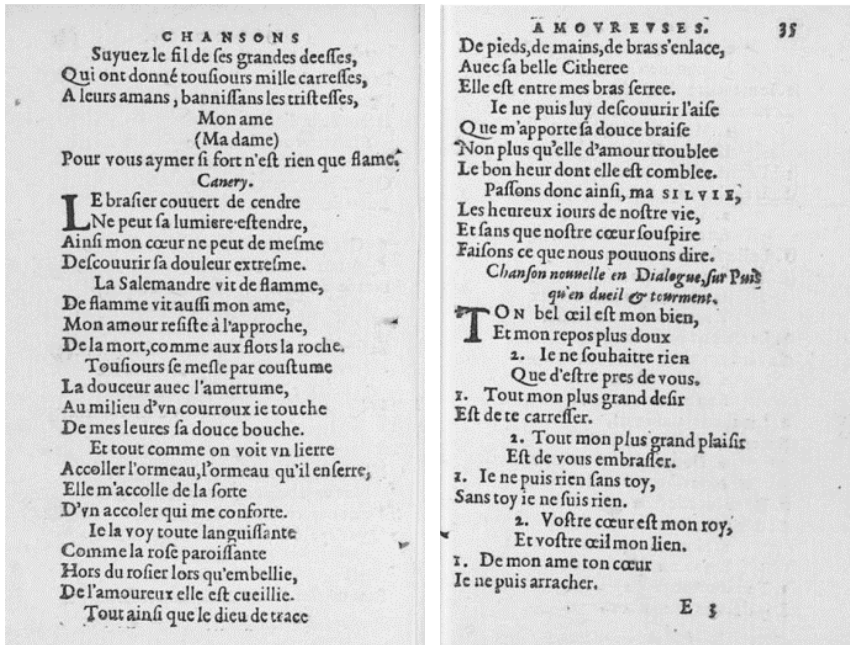 CHANSONS
Suyuez le fil de ſes grandes deeſſes,
Qui ont donné touſiours mille carreſſes,
A leurs amans, banniſſans les triſteſſes,
Mon ame
(Ma dame)
Pour vous aymer ſi fort n'eſt rien que flame.
Canery.
LE braſier couuert de cendre
Ne peut ſa lumiere eſtendre,
Ainſi mon cœur ne peut de meſme
Deſcouurir ſa douleur extreſme.
La Salemandre vit de flamme,
De flamme vit auſſi mon ame,
Mon amour reſiſte à l'approche,
De la mort, comme aux flots la roche.
Touſiours ſe meſle par couſtume
La douceur auec l'amertume,
Au milieu d'vn courroux ie touche
De mes leures ſa douce bouche.
Et tout comme on voit vn lierre
Accoller l'ormeau, l'ormeau qu'il enſerre,
Elle m'accolle de la ſorte
D'vn accoler qui me conforte.
Ie la voy toute languiſſante
Comme la roſe paroiſſante
Hors du roſier lors qu'embellie,
De l'amoureux elle eſt cueillie.
Tout ainſi que le dieu de trace
AMOVREVSES. 35
De pieds, de mains, de bras s'enlace,
Auec ſa belle Citheree
Elle eſt entre mes bras ſerree.
Ie ne puis luy deſcouurir l'aiſe
Que m'apporte ſa douce braiſe
Non plus qu'elle d'amour troublee
Le bon heur dont elle eſt comblee.
Paſſons donc ainſi, ma SILVIE,
Les heureux iours de noſtre vie,
Et ſans que noſtre cœur ſouſpire
Faiſons ce que nous pouuons dire.
Chanſon nouuelle en Dialogue, ſur Puis
qu'en dueil & tourment.
TON bel œil eſt mon bien,
Et mon repos plus doux
2. Ie ne ſouhaitte rien
Que d'eſtre pres de vous.
1. Tout mon plus grand deſir
Eſt de te carreſſer.
2. Tout mon plus grand plaiſir
Eſt de vous embraſſer.
1. Ie ne puis rien ſans toy,
Sans toy ie ne ſuis rien.
2. Voſtre cœur eſt mon roy,
Et voſtre œil mon lien.
1. De mon ame ton cœur
Ie ne puis arracher.
E 3